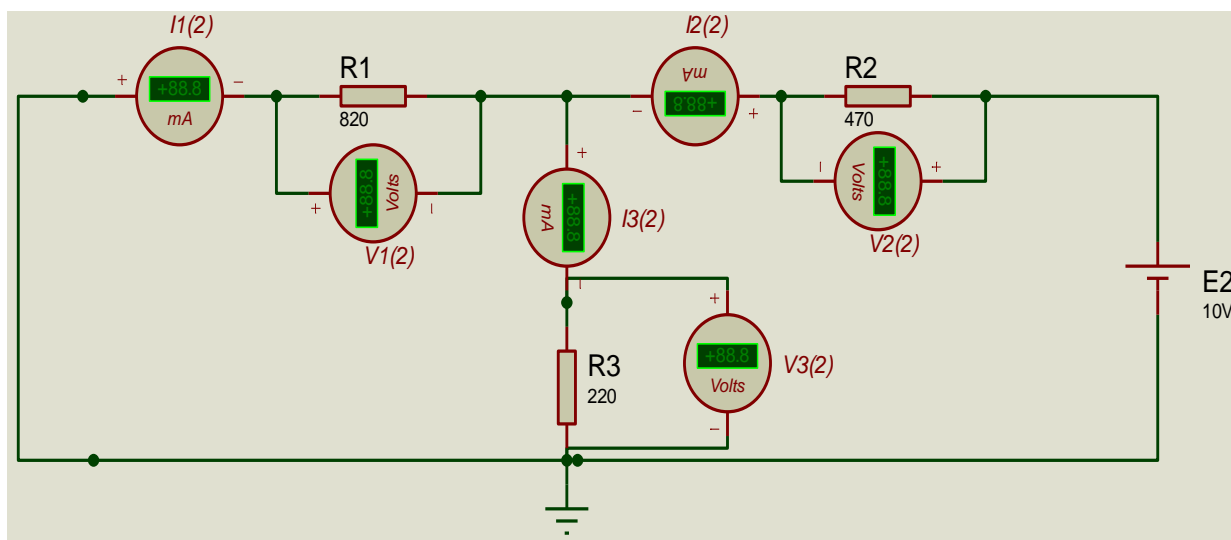 I1(2)
+88.8
mA
+
-
R1
820
+88.8
Volts
+
-
V1(2)
I2(2)
mA
+88.8
-
+
R2
470
-
+
+88.8
Volts
V2(2)
+
+88.8
mA
-
I3(2)
R3
220
+
+88.8
Volts
-
V3(2)
E2
10V